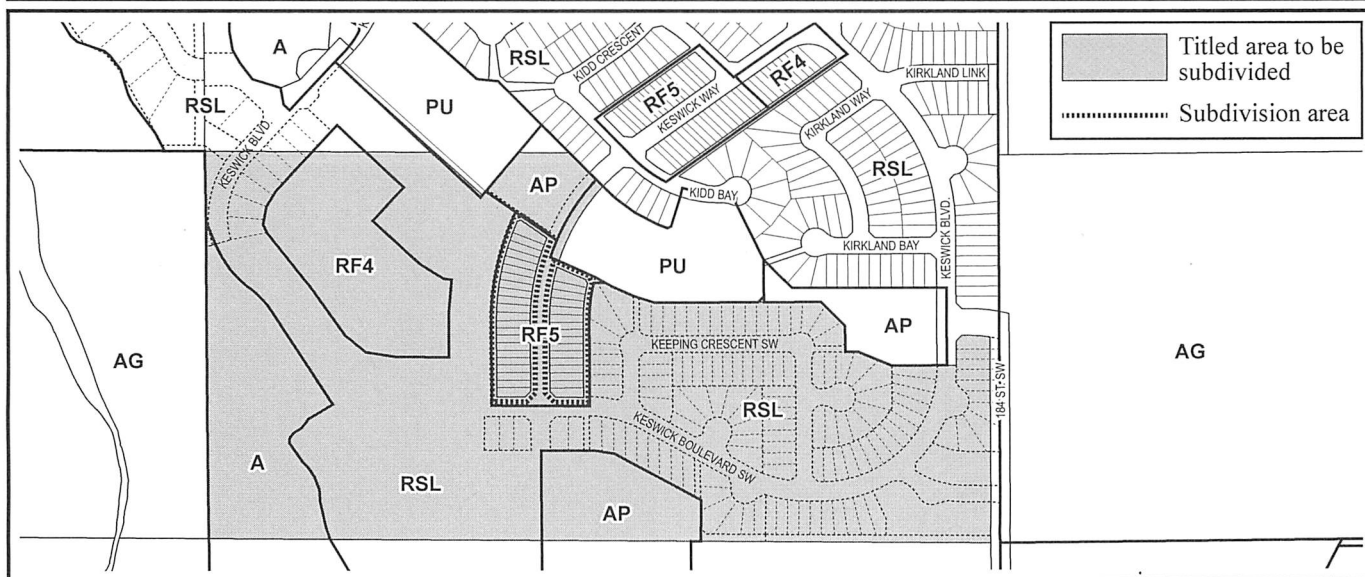 Titled area to be
subdivided
Subdivision area
A
RSL
KIDD CRESCENT
RF4
KIRKLAND LINK
RSL
PU
RF5
KESWICK WAY
KIRKLAND WAY
KESWICK BLVD.
RSL
AP
KIDD BAY
KESWICK BLVD.
KIRKLAND BAY
RF4
PU
AP
RF5
KEEPING CRESCENT SW
AG
AG
184 ST. SW
RSL
KESWICK BOULEVARD SW
A
RSL
AP